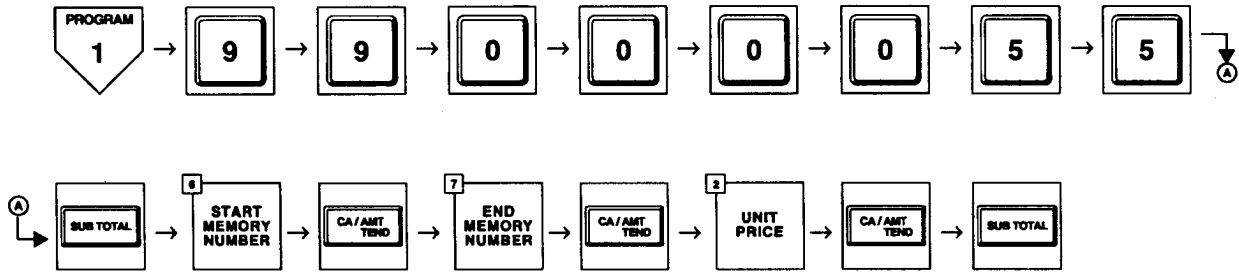 PROGRAM
1 → 9 → 9 → 0 → 0 → 0 → 0 → 5 → 5
A
A
SUB TOTAL → 6 START MEMORY NUMBER → CA / AMT TEND → 7 END MEMORY NUMBER → CA / AMT TEND → 2 UNIT PRICE → CA / AMT TEND → SUB TOTAL